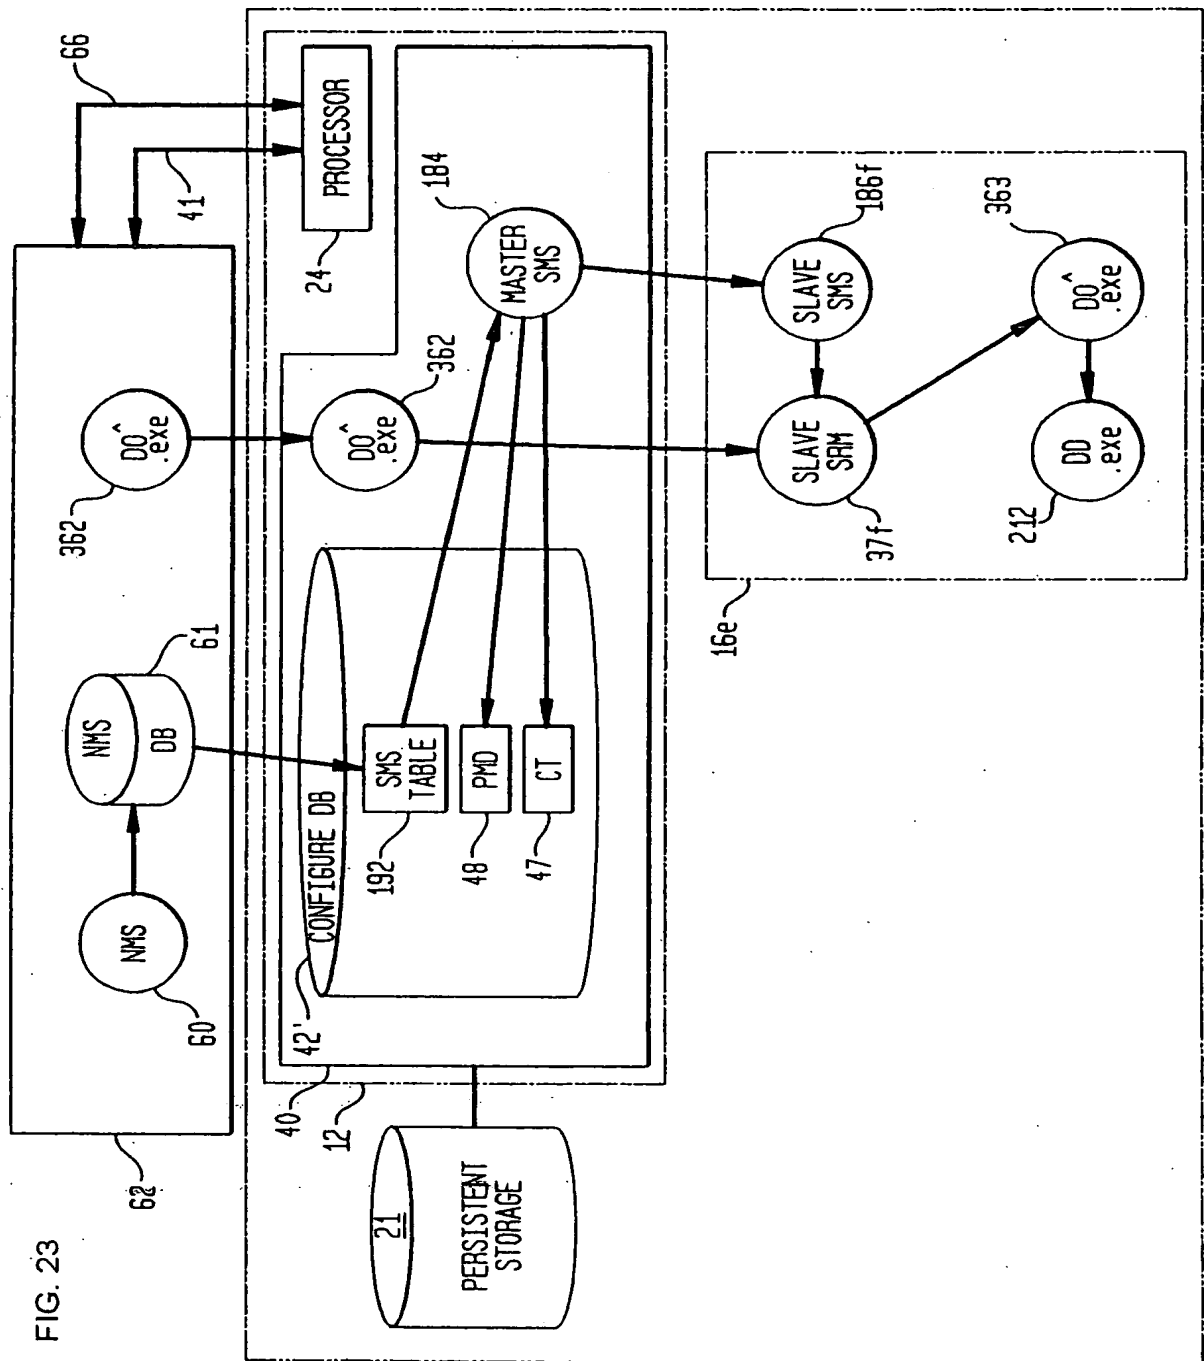 FIG. 23
62
60
NMS
NMS
DB
61
362
DO^
.exe
41
66
21
PERSISTENT
STORAGE
12
40
42'
CONFIGURE DB
192
SMS
TABLE
48
PMD
47
CT
DO^
.exe
362
24
PROCESSOR
MASTER
SMS
184
16e
37f
SLAVE
SRM
SLAVE
SMS
186f
212
DD
.exe
DO^
.exe
363